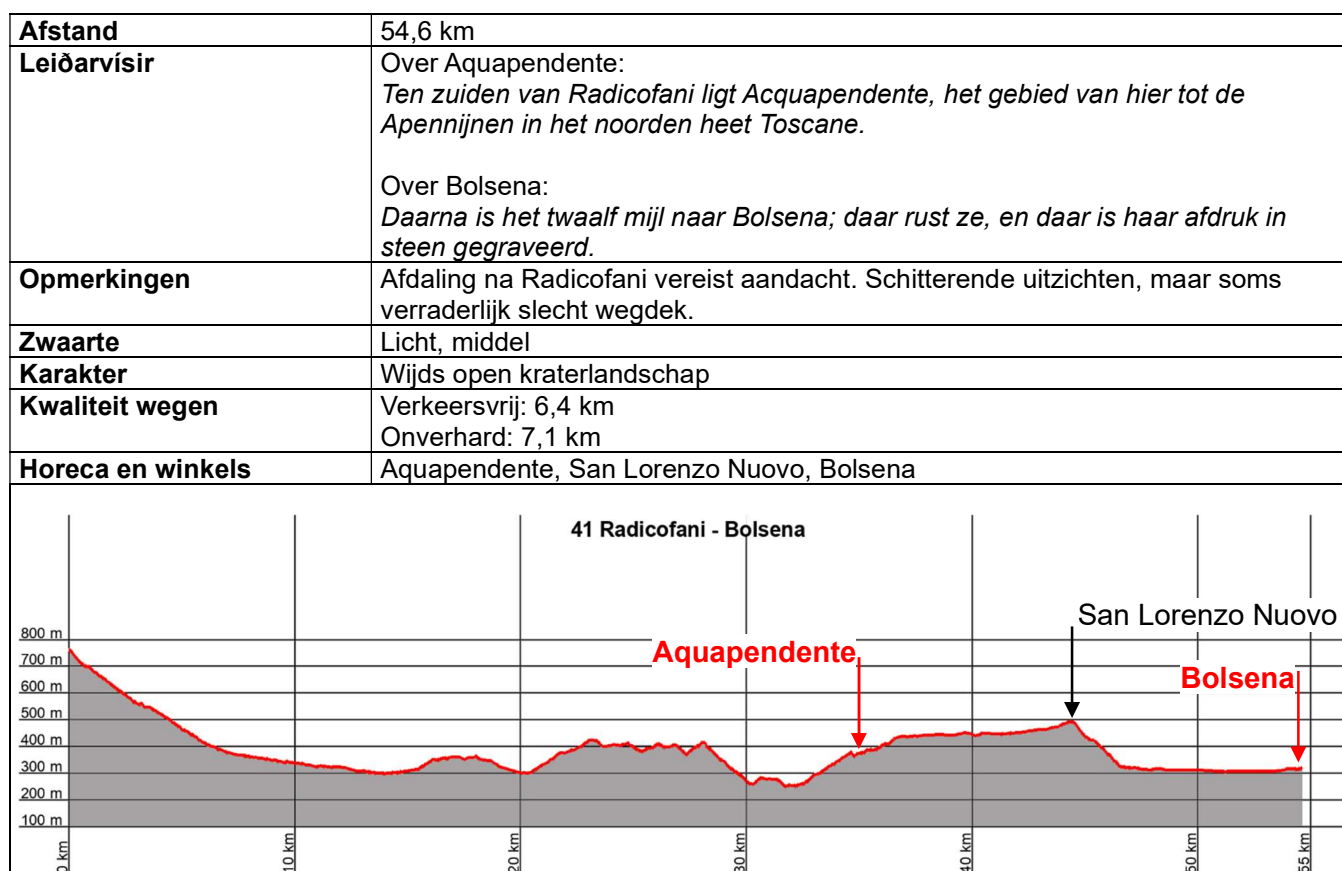 Afstand 54,6 km
Leiðarvísir Over Aquapendente:
Ten zuiden van Radicofani ligt Acquapendente, het gebied van hier tot de
Apennijnen in het noorden heet Toscane.
Over Bolsena:
Daarna is het twaalf mijl naar Bolsena; daar rust ze, en daar is haar afdruk in
steen gegraveerd.
Opmerkingen Afdaling na Radicofani vereist aandacht. Schitterende uitzichten, maar soms
verraderlijk slecht wegdek.
Zwaarte Licht, middel
Karakter Wijds open kraterlandschap
Kwaliteit wegen Verkeersvrij: 6,4 km
Onverhard: 7,1 km
Horeca en winkels Aquapendente, San Lorenzo Nuovo, Bolsena
41 Radicofani - Bolsena
San Lorenzo Nuovo
Aquapendente
Bolsena
800 m
700 m
600 m
500 m
400 m
300 m
200 m
100 m
0 km
10 km
20 km
30 km
40 km
50 km
55 km